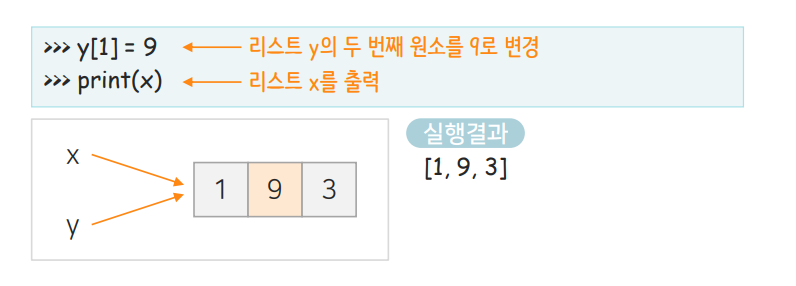 >>> y[1] = 9 리스트 y의 두 번째 원소를 9로 변경
>>> print(x) 리스트 x를 출력
x
y
1 9 3
실행결과
[1, 9, 3]